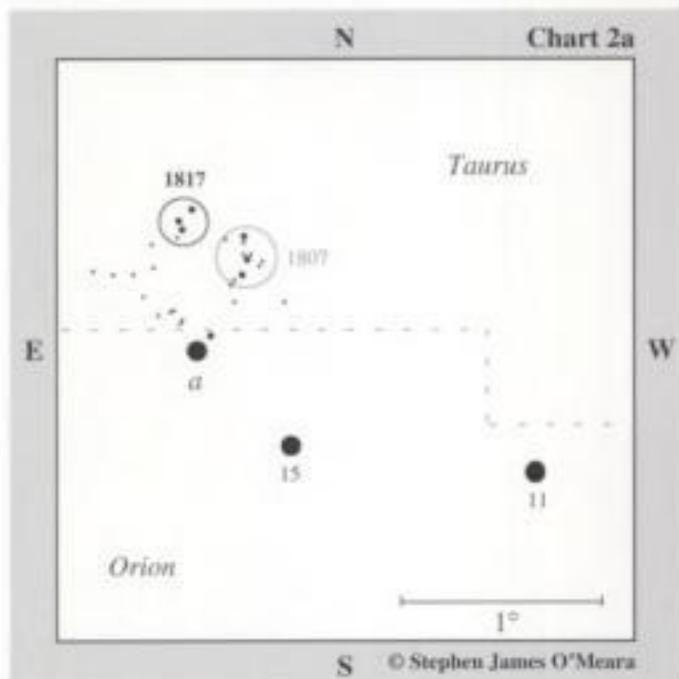 N
Chart 2a
Taurus
1817
1807
E
W
a
15
11
Orion
1°
S
© Stephen James O'Meara